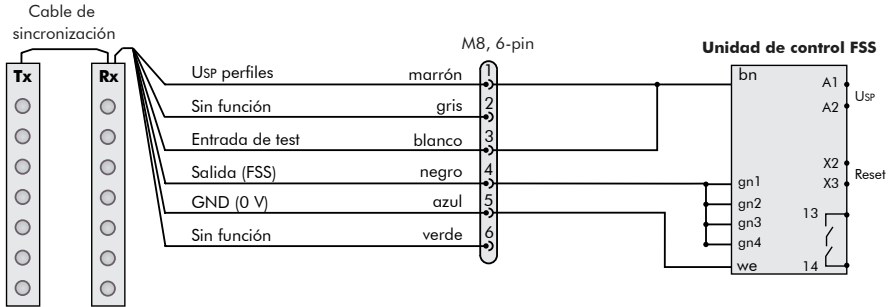 Cable de
sincronización
M8, 6-pin
Unidad de control FSS
Tx
Rx
Usp perfiles marrón 1
Sin función gris 2
Entrada de test blanco 3
Salida (FSS) negro 4
GND (0 V) azul 5
Sin función verde 6
bn
A1
Usp
A2
X2
Reset
X3
gn1
gn2
gn3
gn4
we
13
14